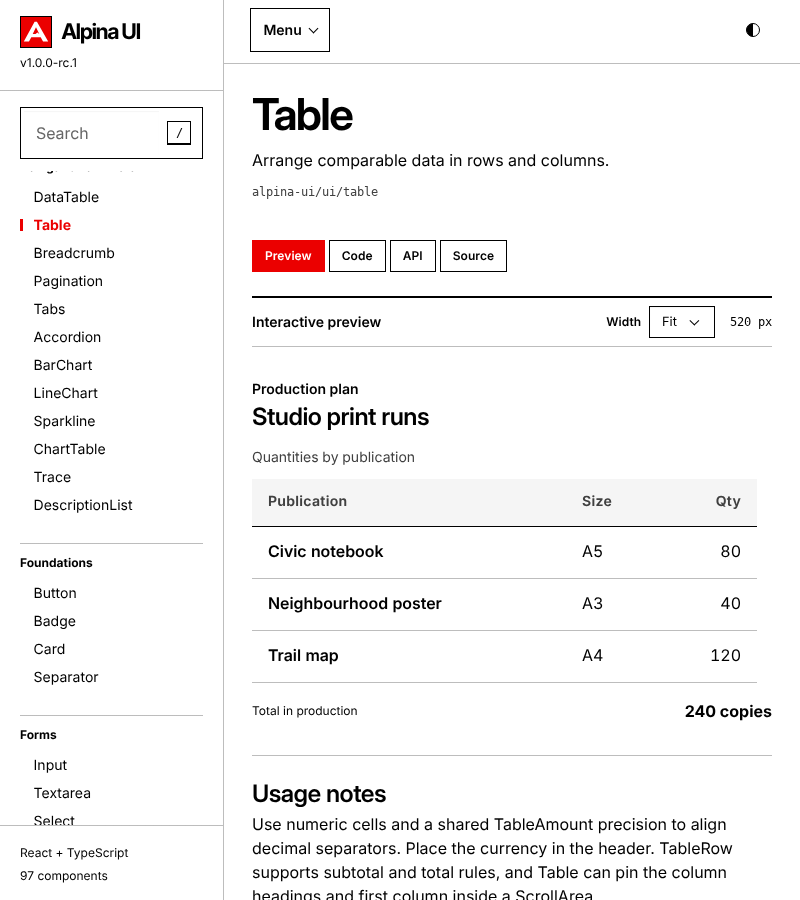 Alpina UI
v1.0.0-rc.1
Search /
DataTable
Table
Breadcrumb
Pagination
Tabs
Accordion
BarChart
LineChart
Sparkline
ChartTable
Trace
DescriptionList
Foundations
Button
Badge
Card
Separator
Forms
Input
Textarea
Select
React + TypeScript
97 components
Menu
Table
Arrange comparable data in rows and columns.
alpina-ui/ui/table
Preview Code API Source
Interactive preview Width Fit 520 px
Production plan
Studio print runs
Quantities by publication
Publication Size Qty
Civic notebook A5 80
Neighbourhood poster A3 40
Trail map A4 120
Total in production 240 copies
Usage notes
Use numeric cells and a shared TableAmount precision to align
decimal separators. Place the currency in the header. TableRow
supports subtotal and total rules, and Table can pin the column
headings and first column inside a ScrollArea.